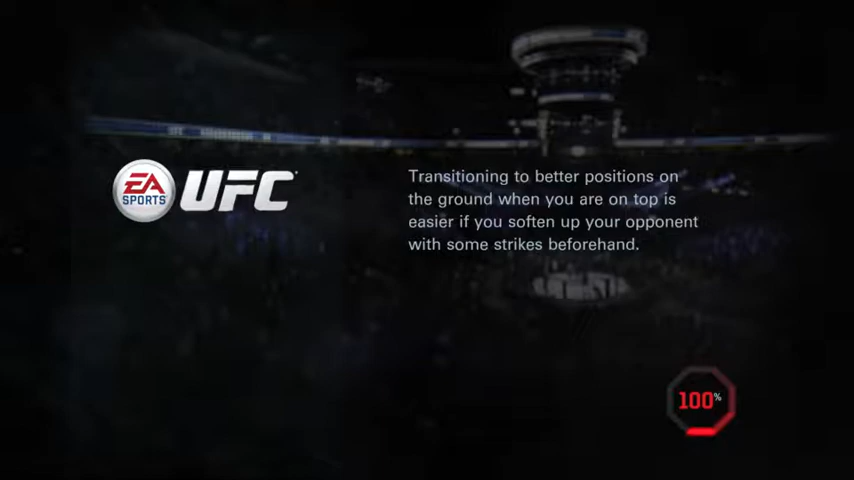 EA
SPORTS
UFC
Transitioning to better positions on
the ground when you are on top is
easier if you soften up your opponent
with some strikes beforehand.
100%